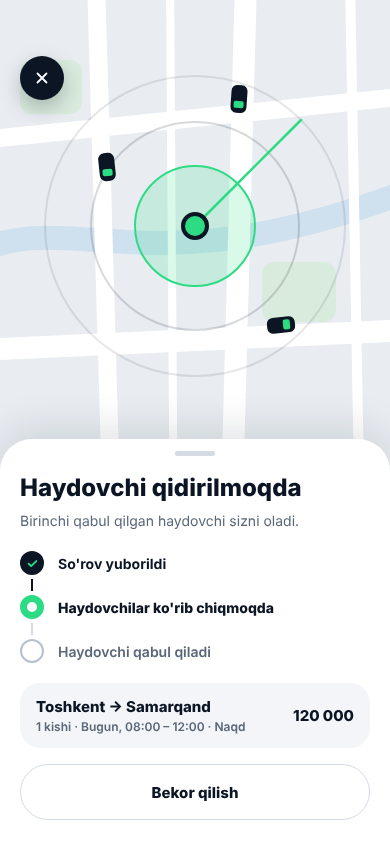 Haydovchi qidirilmoqda
Birinchi qabul qilgan haydovchi sizni oladi.
So'rov yuborildi
Haydovchilar ko'rib chiqmoqda
Haydovchi qabul qiladi
Toshkent → Samarqand
1 kishi · Bugun, 08:00 – 12:00 · Naqd
120 000
Bekor qilish